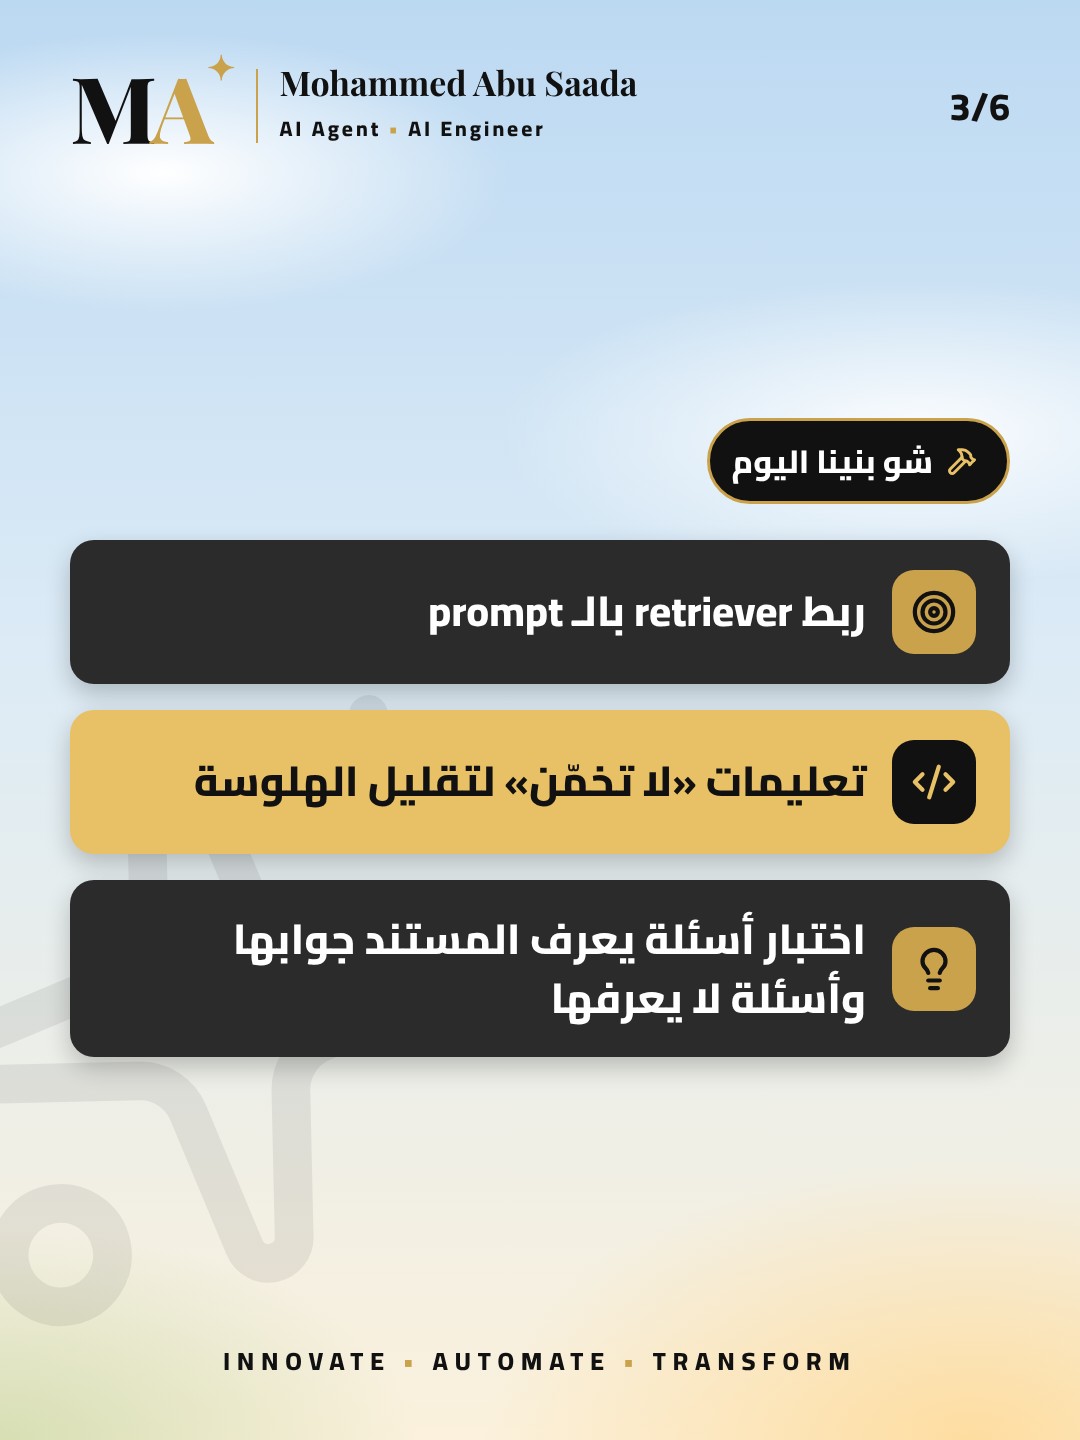 MA
Mohammed Abu Saada
AI Agent ▪ AI Engineer
3/6
شو بنينا اليوم
ربط retriever بالـ prompt
تعليمات «لا تخمّن» لتقليل الهلوسة
اختبار أسئلة يعرف المستند جوابها
وأسئلة لا يعرفها
INNOVATE ▪ AUTOMATE ▪ TRANSFORM